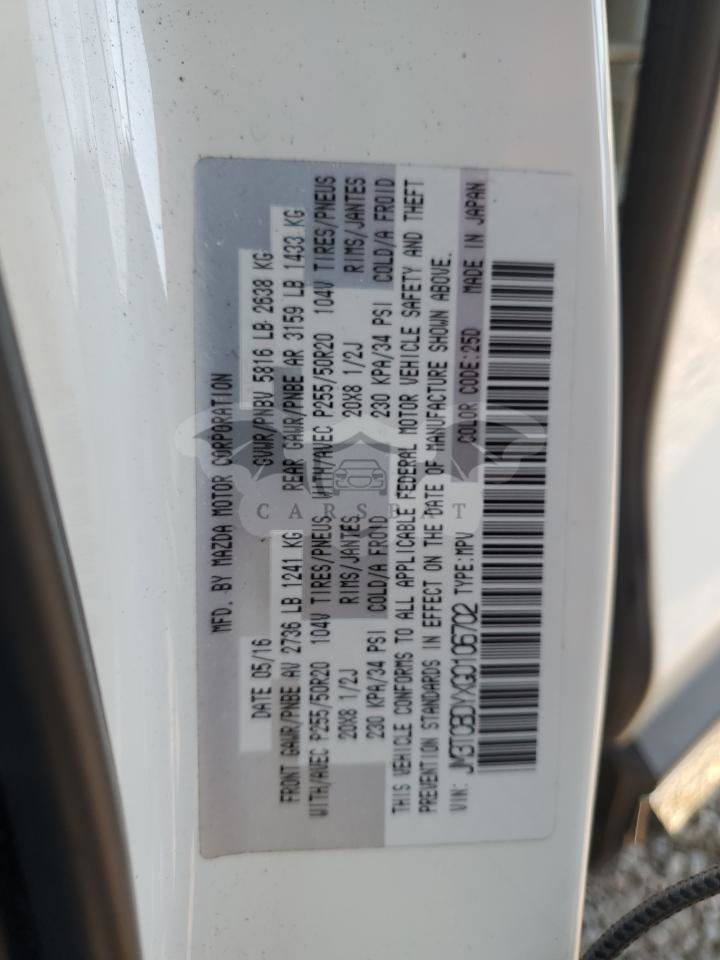 MFD. BY MAZDA MOTOR CORPORATION
DATE 05/16 GVWR/PNBV 5816 LB 2638 KG
FRONT GAWR/PNBE AV 2736 LB 1241 KG REAR GAWR/PNBE AR 3159 LB 1433 KG
WITH/AVEC P255/50R20 104V TIRES/PNEUS WITH/AVEC P255/50R20 104V TIRES/PNEUS
20X8 1/2J RIMS/JANTES 20X8 1/2J RIMS/JANTES
230 KPA/34 PSI COLD/A FROID 230 KPA/34 PSI COLD/A FROID
THIS VEHICLE CONFORMS TO ALL APPLICABLE FEDERAL MOTOR VEHICLE SAFETY AND THEFT
PREVENTION STANDARDS IN EFFECT ON THE DATE OF MANUFACTURE SHOWN ABOVE.
VIN: JM3TCBDYXG0106702 TYPE:MPV COLOR CODE:25D MADE IN JAPAN
CARSBAT